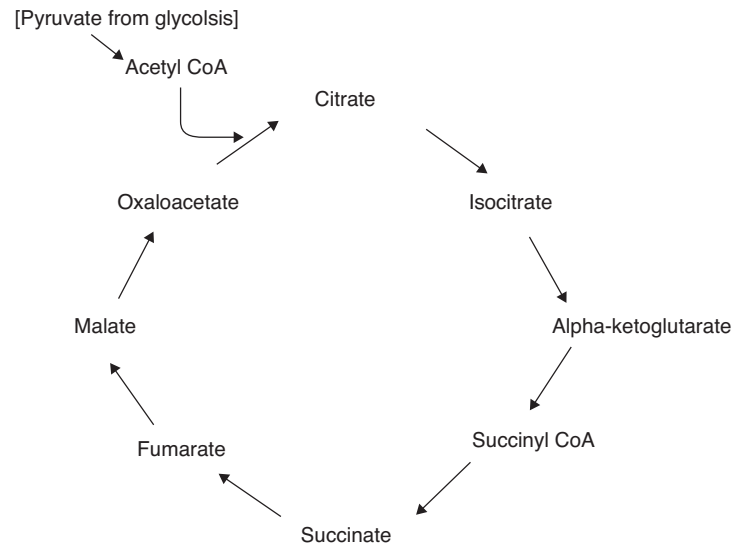 [Pyruvate from glycolsis]
Acetyl CoA
Citrate
Oxaloacetate
Isocitrate
Malate
Alpha-ketoglutarate
Fumarate
Succinyl CoA
Succinate